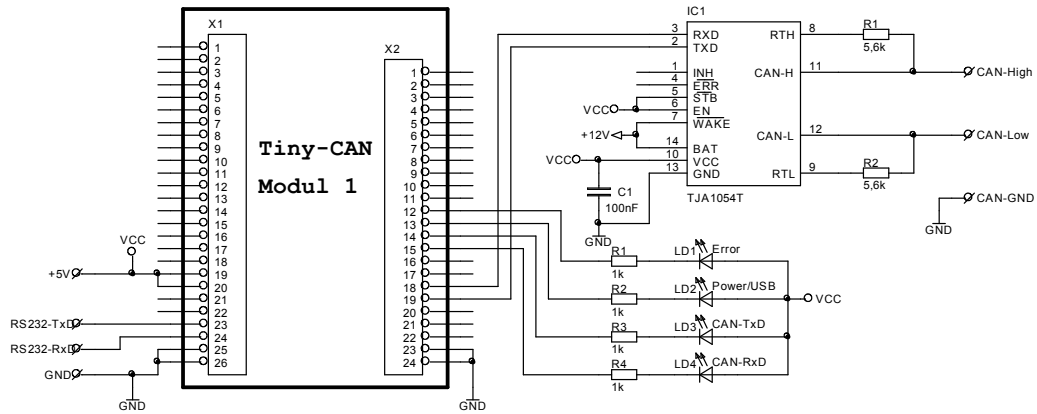 X1
1
2
3
4
5
6
7
8
9
10
11
12
13
14
15
16
17
18
19
20
21
22
23
24
25
26
VCC
+5V
RS232-TxD
RS232-RxD
GND
GND
Tiny-CAN
Modul 1
X2
1
2
3
4
5
6
7
8
9
10
11
12
13
14
15
16
17
18
19
20
21
22
23
24
GND
IC1
3 RXD RTH 8
2 TXD
1 INH CAN-H 11
4 ERR
5 STB
6 EN
7 WAKE CAN-L 12
14 BAT
10 VCC
13 GND RTL 9
TJA1054T
R1
5,6k
R2
5,6k
CAN-High
CAN-Low
CAN-GND
GND
VCC
+12V
VCC
C1
100nF
GND
R1 LD1 Error
1k
R2 LD2 Power/USB
1k
VCC
R3 LD3 CAN-TxD
1k
R4 LD4 CAN-RxD
1k